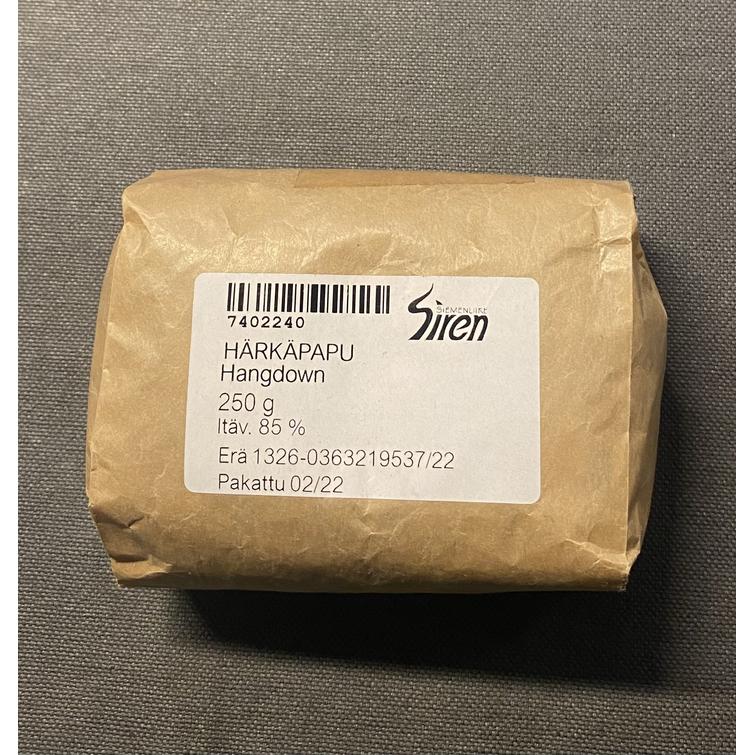 7402240
SIEMENLIIKE
Siren
HÄRKÄPAPU
Hangdown
250 g
Itäv. 85 %
Erä 1326-0363219537/22
Pakattu 02/22